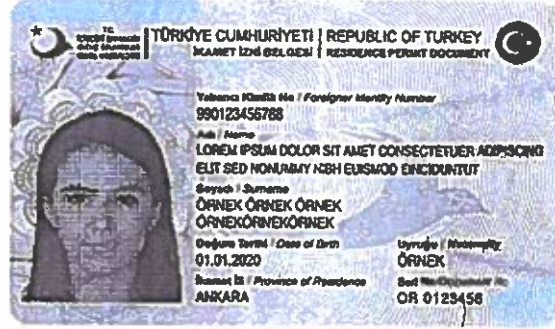 T.C.
TÜRKİYE CUMHURİYETİ | REPUBLIC OF TURKEY
İKAMET İZNİ BELGESİ | RESIDENCE PERMIT DOCUMENT
Yabancı Kimlik No / Foreigner Identity Number
990123456788
Adı / Name
LOREM IPSUM DOLOR SIT AMET CONSECTETUER ADIPISCING
ELIT SED NONUMMY NIBH EUISMOD EINCIDUNTUT
Soyadı / Surname
ÖRNEK ÖRNEK ÖRNEK
ÖRNEKÖRNEKÖRNEK
Doğum Tarihi / Date of Birth
01.01.2020
Uyruğu / Nationality
ÖRNEK
İkamet İli / Province of Residence
ANKARA
Seri No
OR 0123456